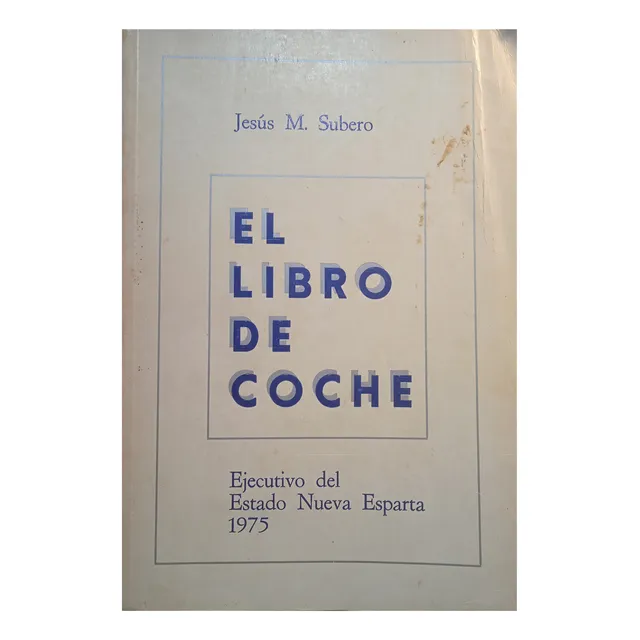 Jesús M. Subero
EL
LIBRO
DE
COCHE
Ejecutivo del
Estado Nueva Esparta
1975